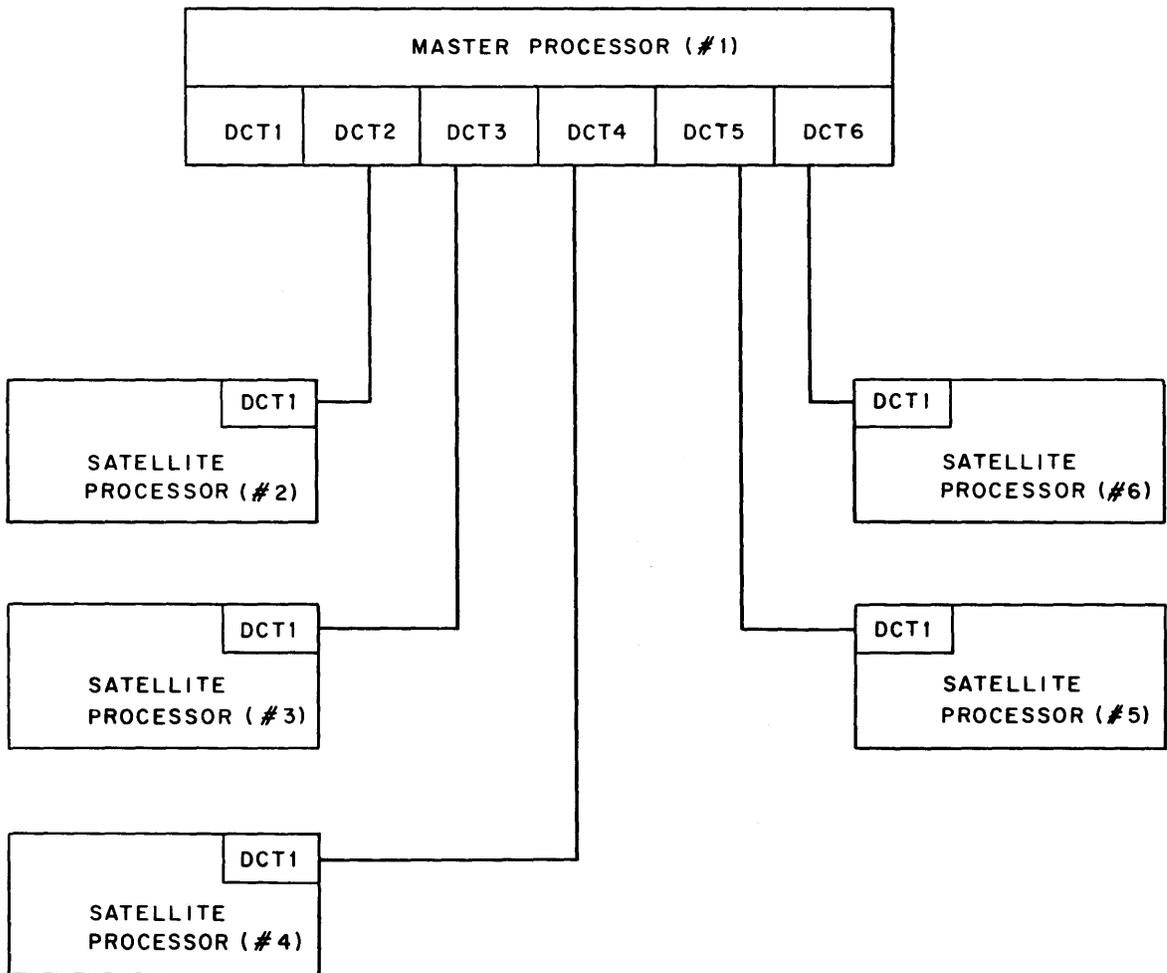 MASTER PROCESSOR (#1)
DCT1 DCT2 DCT3 DCT4 DCT5 DCT6
DCT1
SATELLITE
PROCESSOR (#2)
DCT1
SATELLITE
PROCESSOR (#6)
DCT1
SATELLITE
PROCESSOR (#3)
DCT1
SATELLITE
PROCESSOR (#5)
DCT1
SATELLITE
PROCESSOR (#4)